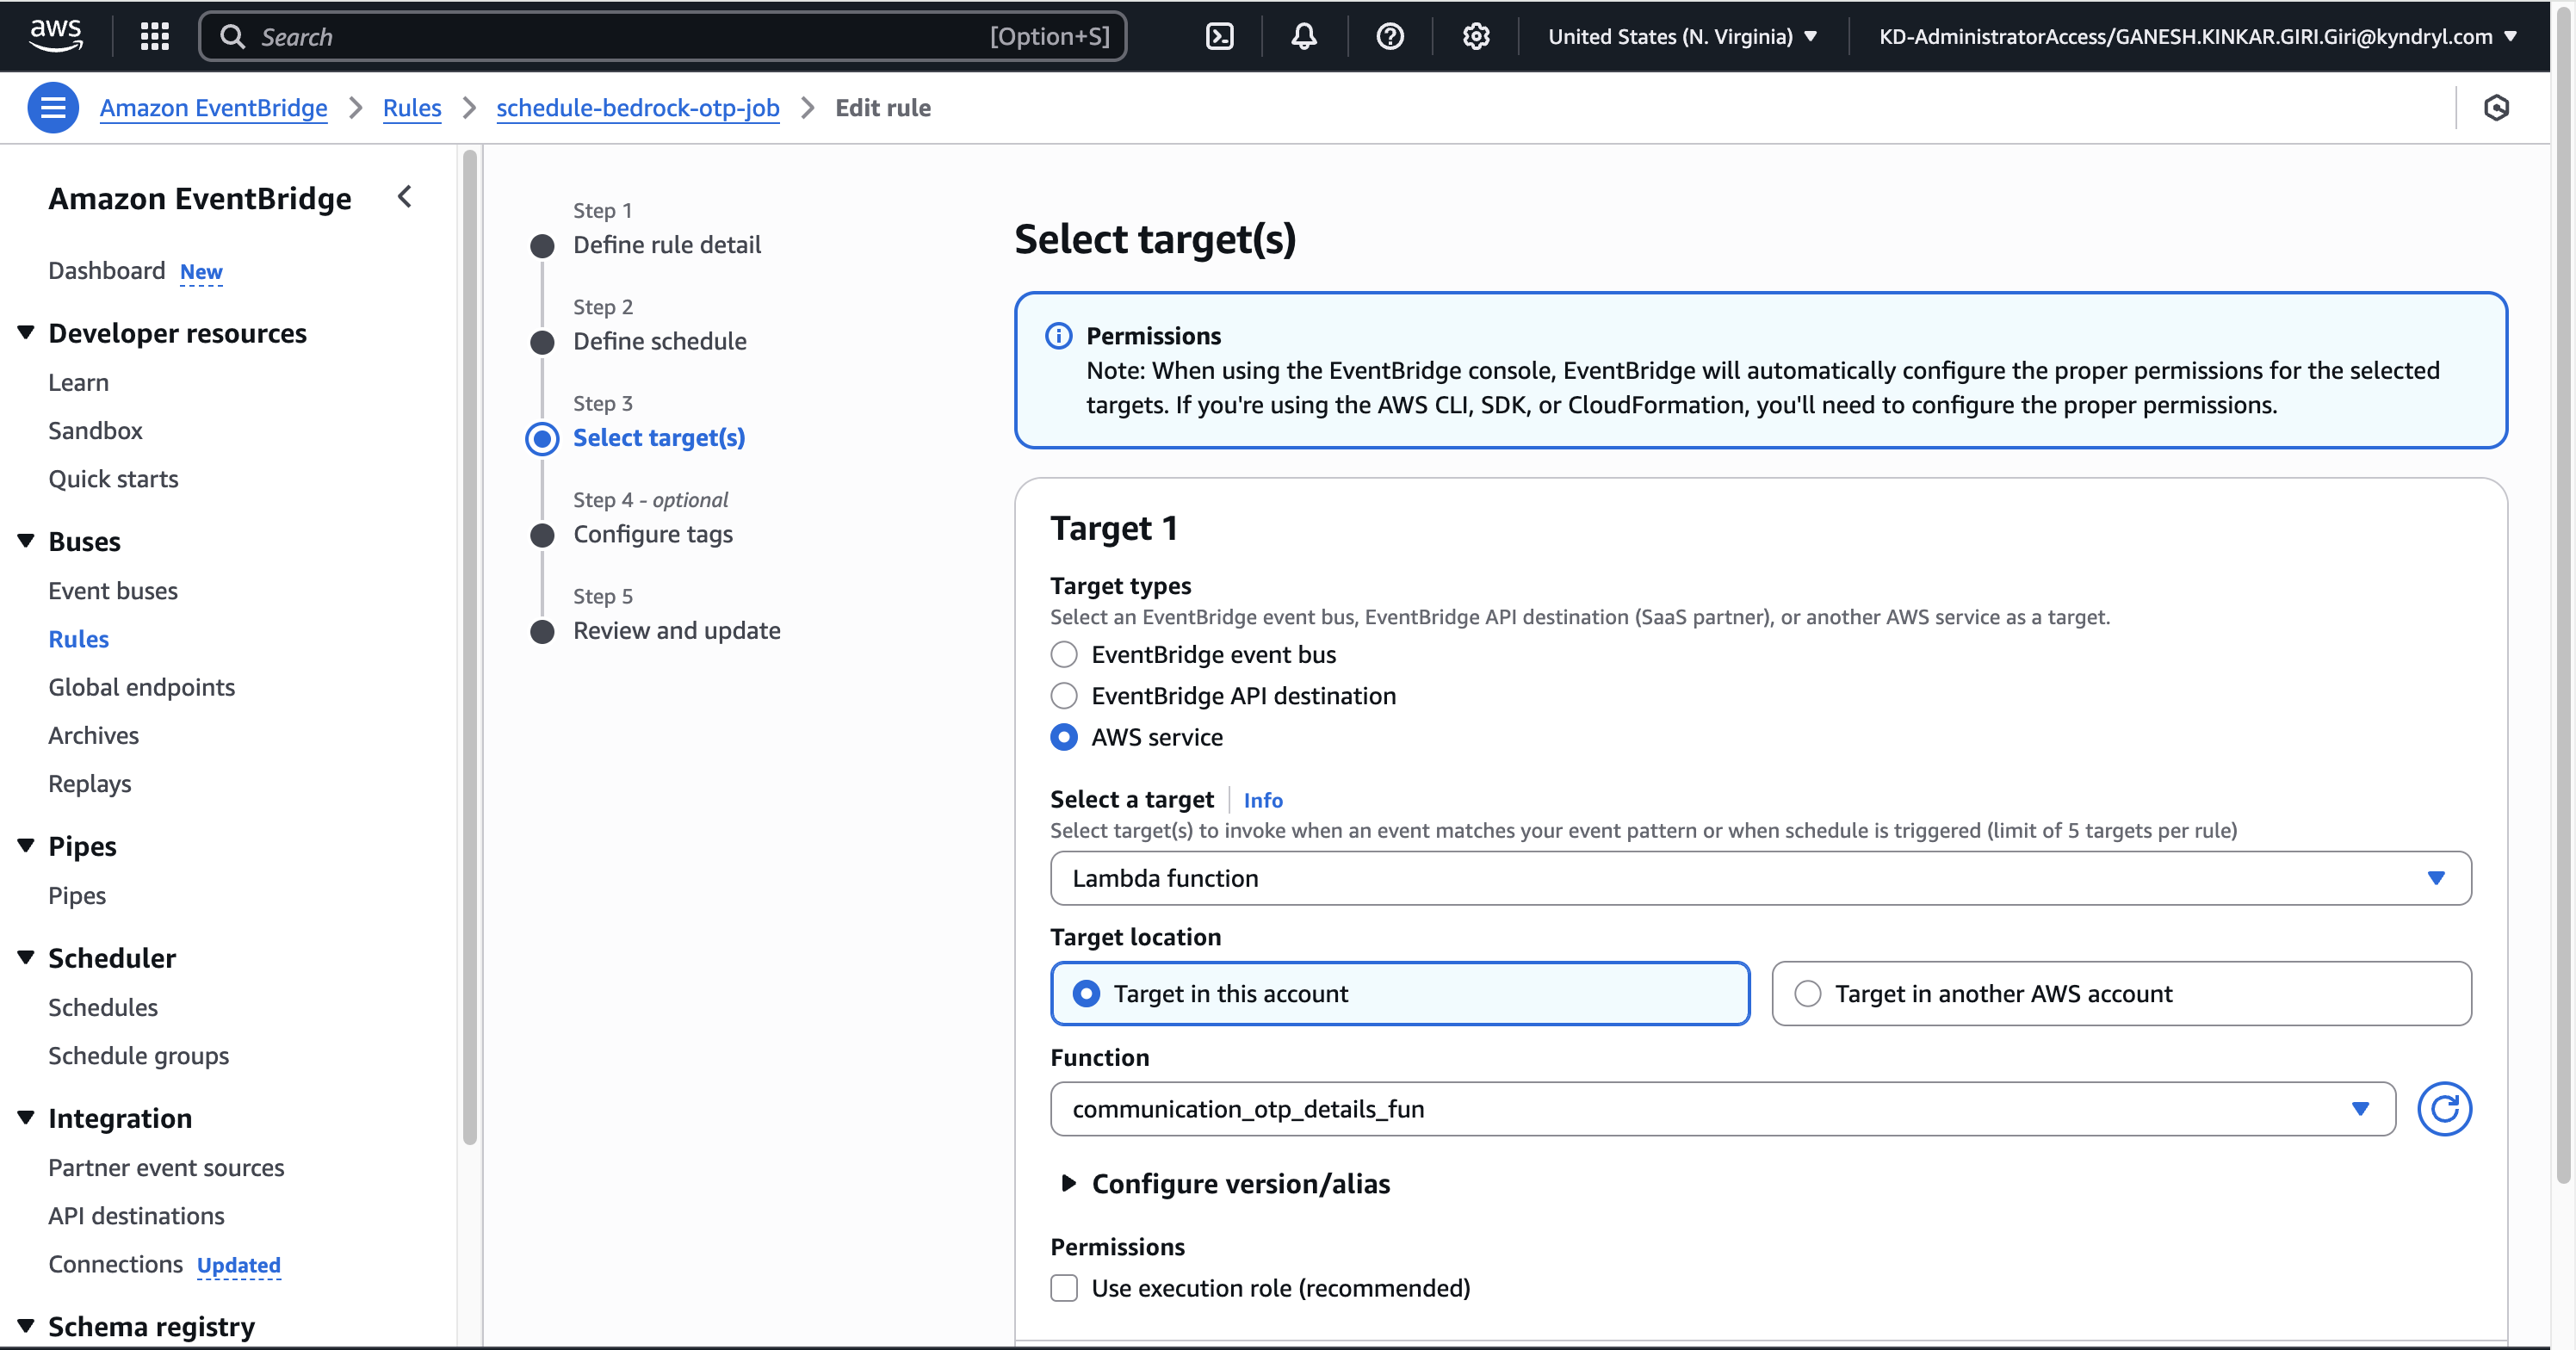 aws
Search
[Option+S]
United States (N. Virginia)
KD-AdministratorAccess/GANESH.KINKAR.GIRI.Giri@kyndryl.com
Amazon EventBridge
Rules
schedule-bedrock-otp-job
Edit rule
Amazon EventBridge
Dashboard New
Developer resources
Learn
Sandbox
Quick starts
Buses
Event buses
Rules
Global endpoints
Archives
Replays
Pipes
Pipes
Scheduler
Schedules
Schedule groups
Integration
Partner event sources
API destinations
Connections Updated
Schema registry
Step 1
Define rule detail
Step 2
Define schedule
Step 3
Select target(s)
Step 4 - optional
Configure tags
Step 5
Review and update
Select target(s)
Permissions
Note: When using the EventBridge console, EventBridge will automatically configure the proper permissions for the selected
targets. If you're using the AWS CLI, SDK, or CloudFormation, you'll need to configure the proper permissions.
Target 1
Target types
Select an EventBridge event bus, EventBridge API destination (SaaS partner), or another AWS service as a target.
EventBridge event bus
EventBridge API destination
AWS service
Select a target Info
Select target(s) to invoke when an event matches your event pattern or when schedule is triggered (limit of 5 targets per rule)
Lambda function
Target location
Target in this account
Target in another AWS account
Function
communication_otp_details_fun
Configure version/alias
Permissions
Use execution role (recommended)